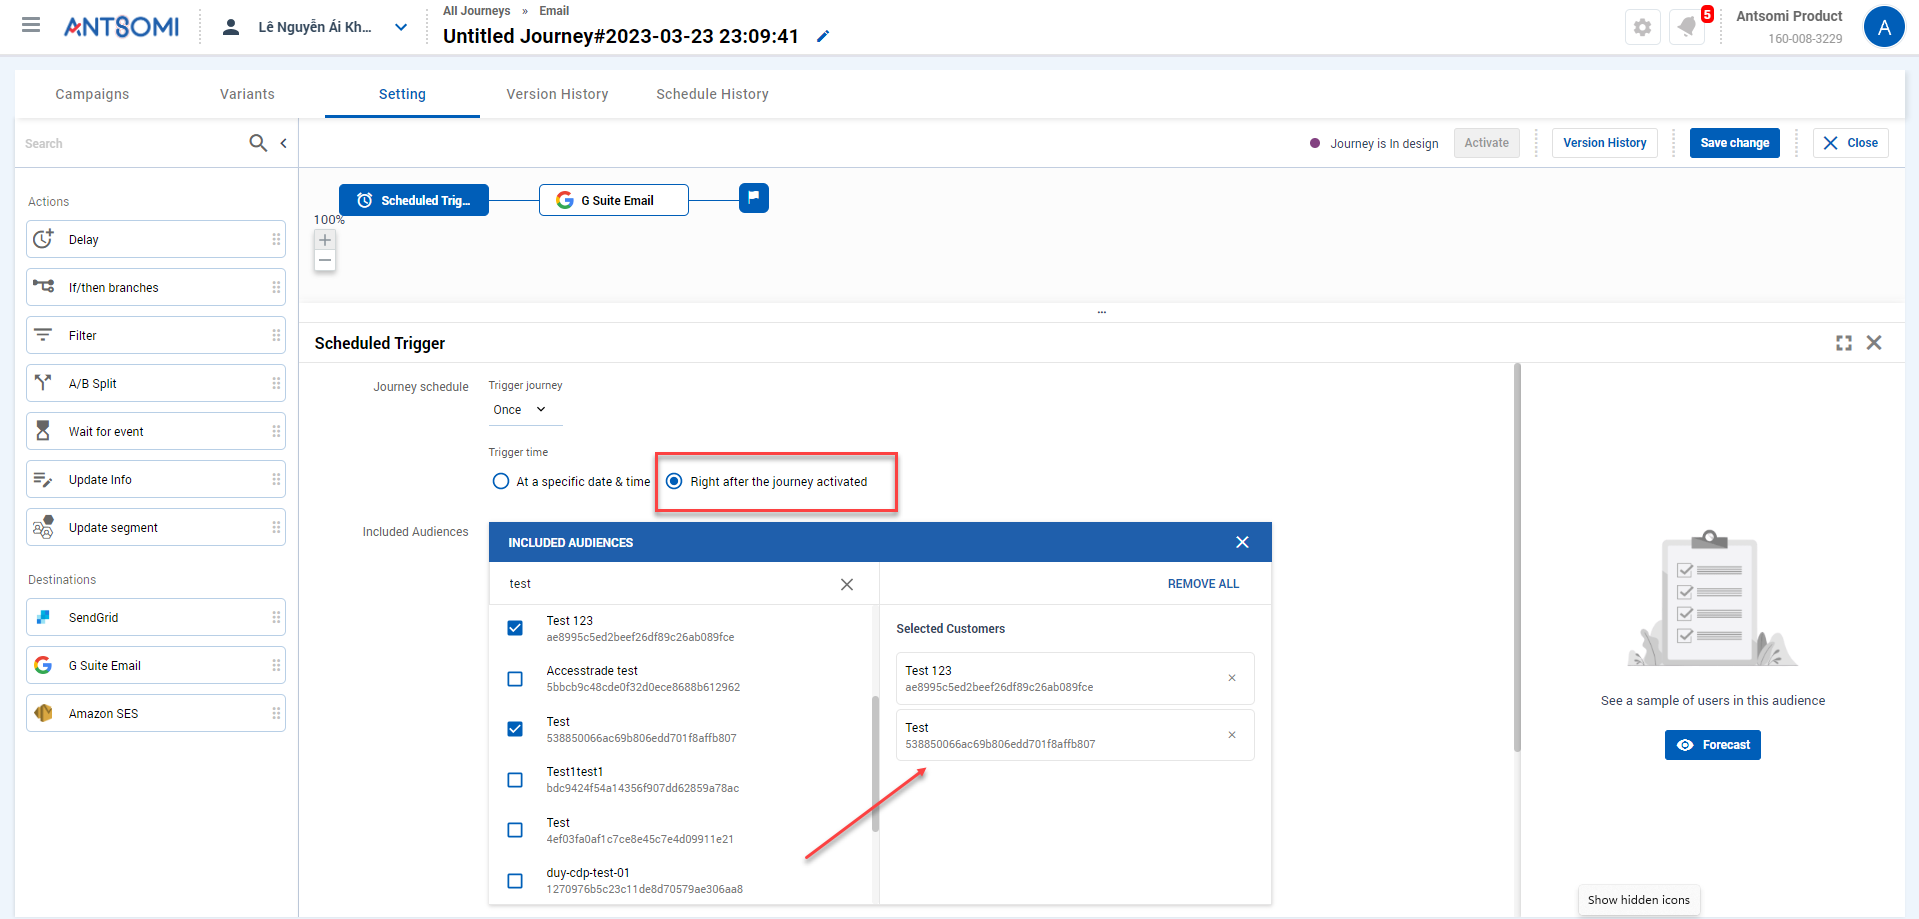 ANTSOMI
Lê Nguyễn Ái Kh...
All Journeys » Email
Untitled Journey#2023-03-23 23:09:41
5
Antsomi Product
160-008-3229
A
Campaigns
Variants
Setting
Version History
Schedule History
Search
Journey is In design
Activate
Version History
Save change
Close
Actions
Delay
If/then branches
Filter
A/B Split
Wait for event
Update Info
Update segment
Destinations
SendGrid
G Suite Email
Amazon SES
Scheduled Trig...
G Suite Email
100%
+
−
...
Scheduled Trigger
Journey schedule
Trigger journey
Once
Trigger time
At a specific date & time
Right after the journey activated
Included Audiences
INCLUDED AUDIENCES
test
REMOVE ALL
Test 123
ae8995c5ed2beef26df89c26ab089fce
Accesstrade test
5bbcb9c48cde0f32d0ece8688b612962
Test
538850066ac69b806edd701f8affb807
Test1test1
bdc9424f54a14356f907dd62859a78ac
Test
4ef03fa0af1c7ce8e45c7e4d09911e21
duy-cdp-test-01
1270976b5c23c11de8d70579ae306aa8
Selected Customers
Test 123
ae8995c5ed2beef26df89c26ab089fce
Test
538850066ac69b806edd701f8affb807
See a sample of users in this audience
Forecast
Show hidden icons